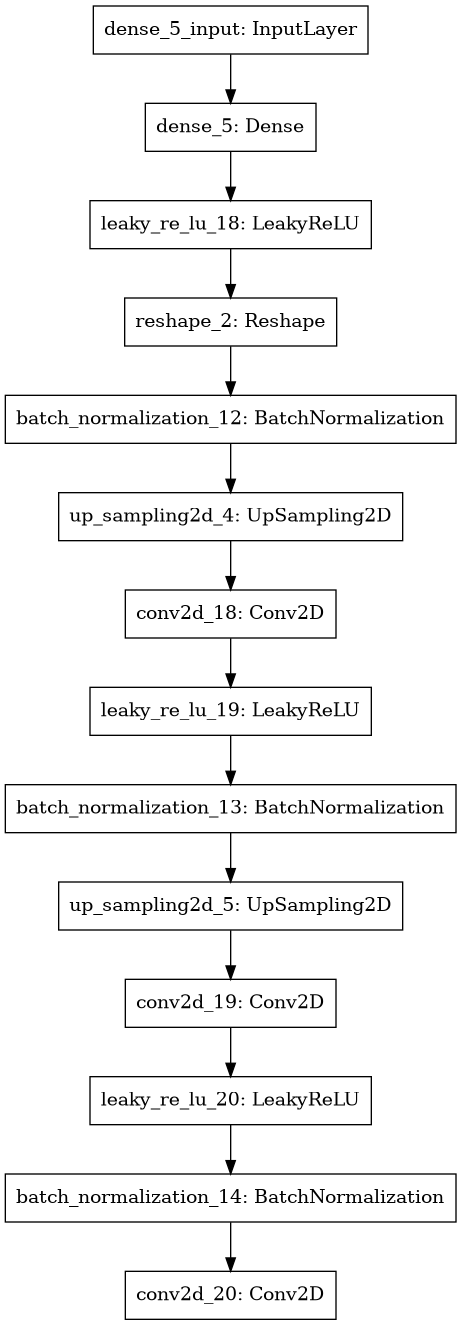 dense_5_input: InputLayer
dense_5: Dense
leaky_re_lu_18: LeakyReLU
reshape_2: Reshape
batch_normalization_12: BatchNormalization
up_sampling2d_4: UpSampling2D
conv2d_18: Conv2D
leaky_re_lu_19: LeakyReLU
batch_normalization_13: BatchNormalization
up_sampling2d_5: UpSampling2D
conv2d_19: Conv2D
leaky_re_lu_20: LeakyReLU
batch_normalization_14: BatchNormalization
conv2d_20: Conv2D